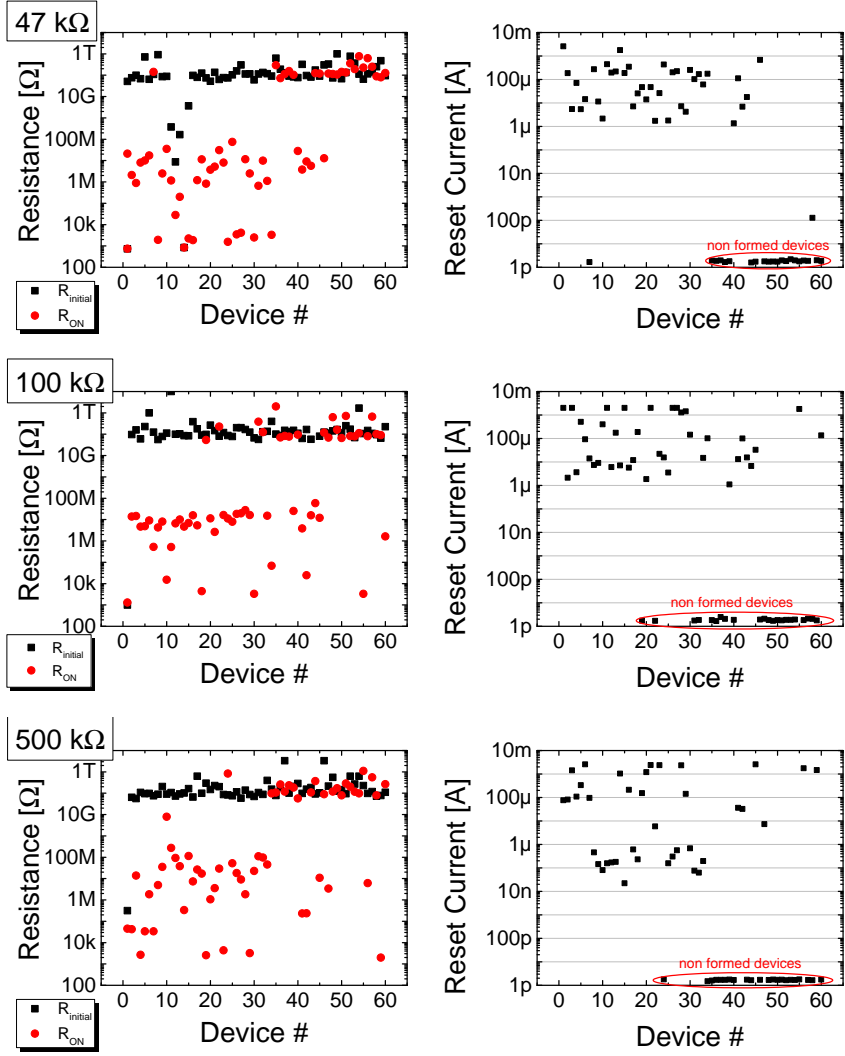 47 kΩ
Resistance [Ω]
1T
10G
100M
1M
10k
100
0 10 20 30 40 50 60
Device #
R_initial
R_ON
Reset Current [A]
10m
100μ
1μ
10n
100p
1p
non formed devices
0 10 20 30 40 50 60
Device #
100 kΩ
Resistance [Ω]
1T
10G
100M
1M
10k
100
0 10 20 30 40 50 60
Device #
R_initial
R_ON
Reset Current [A]
10m
100μ
1μ
10n
100p
1p
non formed devices
0 10 20 30 40 50 60
Device #
500 kΩ
Resistance [Ω]
1T
10G
100M
1M
10k
100
0 10 20 30 40 50 60
Device #
R_initial
R_ON
Reset Current [A]
10m
100μ
1μ
10n
100p
1p
non formed devices
0 10 20 30 40 50 60
Device #